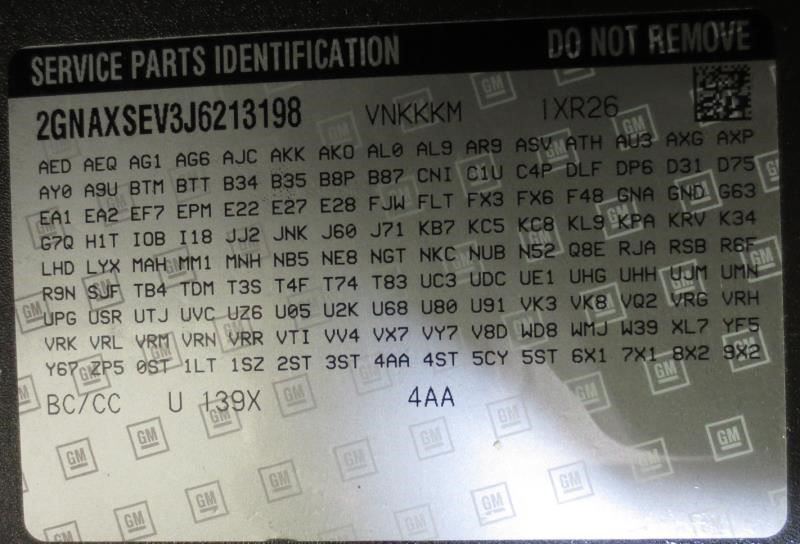 SERVICE PARTS IDENTIFICATION DO NOT REMOVE
2GNAXSEV3J6213198 VNKKKM IXR26
AED AEQ AG1 AG6 AJC AKK AKO AL0 AL9 AR9 ASV ATH AU3 AXG AXP
AY0 A9U BTM BTT B34 B35 B8P B87 CNI C1U C4P DLF DP6 D31 D75
EA1 EA2 EF7 EPM E22 E27 E28 FJW FLT FX3 FX6 F48 GNA GND G63
G7Q H1T IOB I18 JJ2 JNK J60 J71 KB7 KC5 KC8 KL9 KPA KRV K34
LHD LYX MAH MM1 MNH NB5 NE8 NGT NKC NUB N52 Q8E RJA RSB R6F
R9N SJF TB4 TDM T3S T4F T74 T83 UC3 UDC UE1 UHG UHH UJM UMN
UPG USR UTJ UVC UZ6 U05 U2K U68 U80 U91 VK3 VK8 VQ2 VRG VRH
VRK VRL VRM VRN VRR VTI VV4 VX7 VY7 V8D WD8 WMJ W39 XL7 YF5
Y67 ZP5 0ST 1LT 1SZ 2ST 3ST 4AA 4ST 5CY 5ST 6X1 7X1 8X2 9X2
BC/CC U 139X 4AA